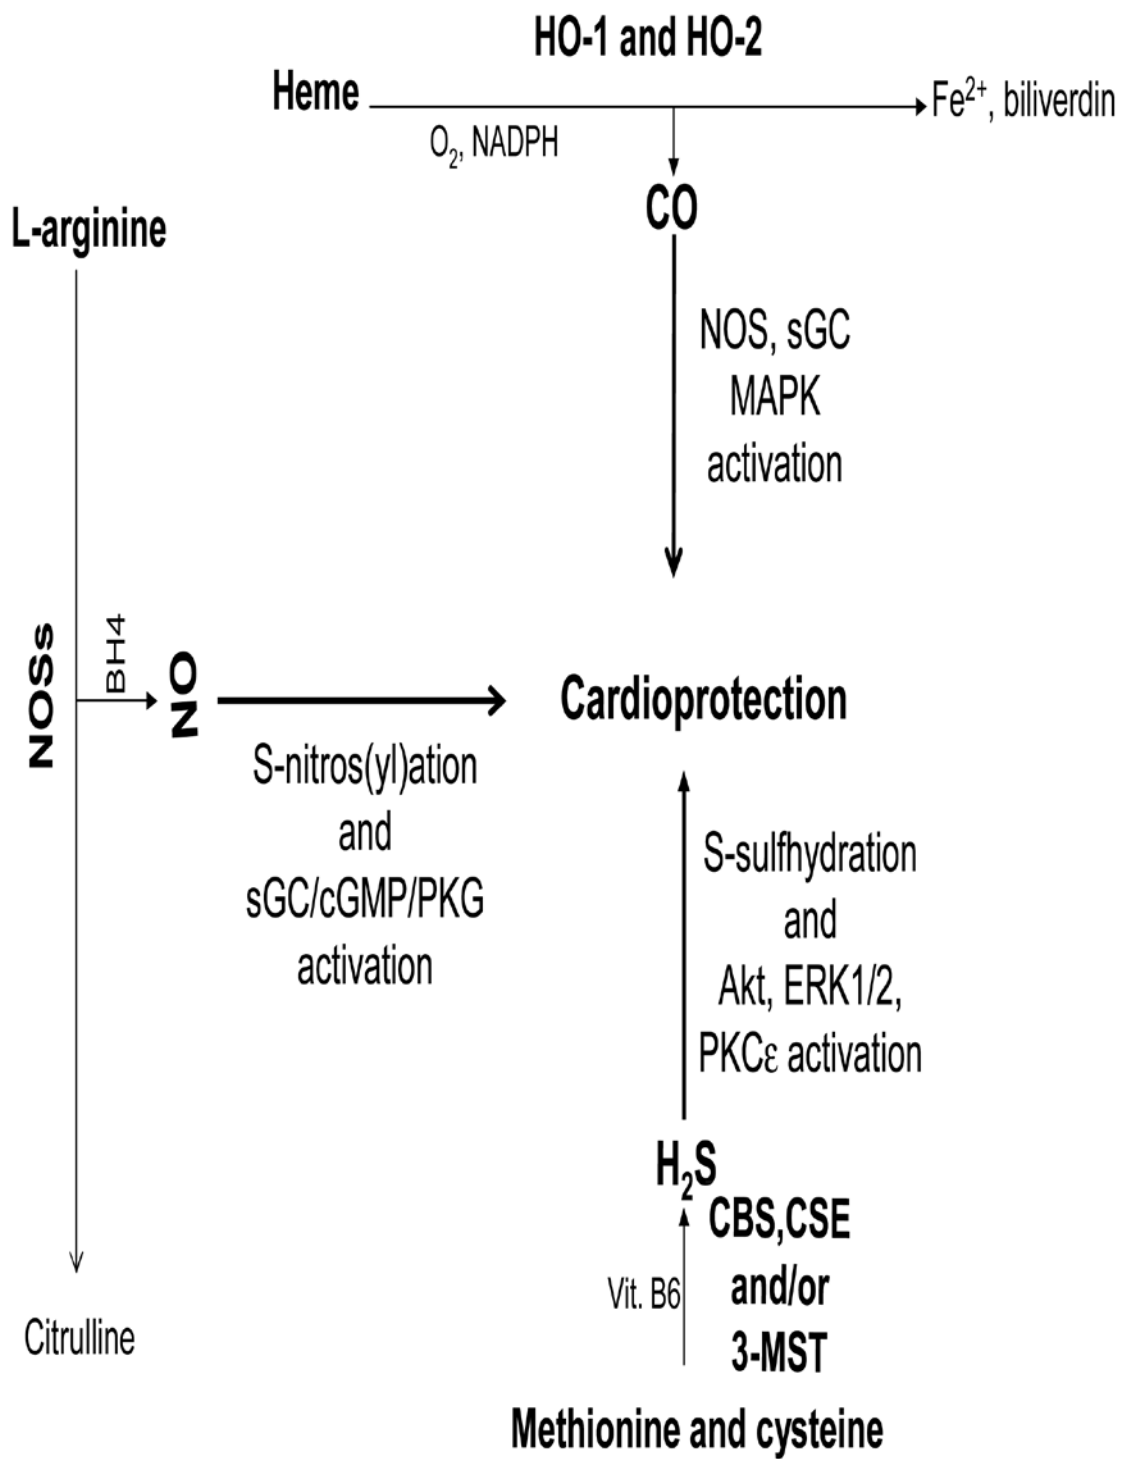 HO-1 and HO-2
Heme
Fe2+, biliverdin
O2, NADPH
CO
L-arginine
NOS, sGC
MAPK
activation
NOSs
BH4
NO
Cardioprotection
S-nitros(yl)ation
and
sGC/cGMP/PKG
activation
S-sulfhydration
and
Akt, ERK1/2,
PKCε activation
H2S
CBS,CSE
and/or
3-MST
Vit. B6
Citrulline
Methionine and cysteine